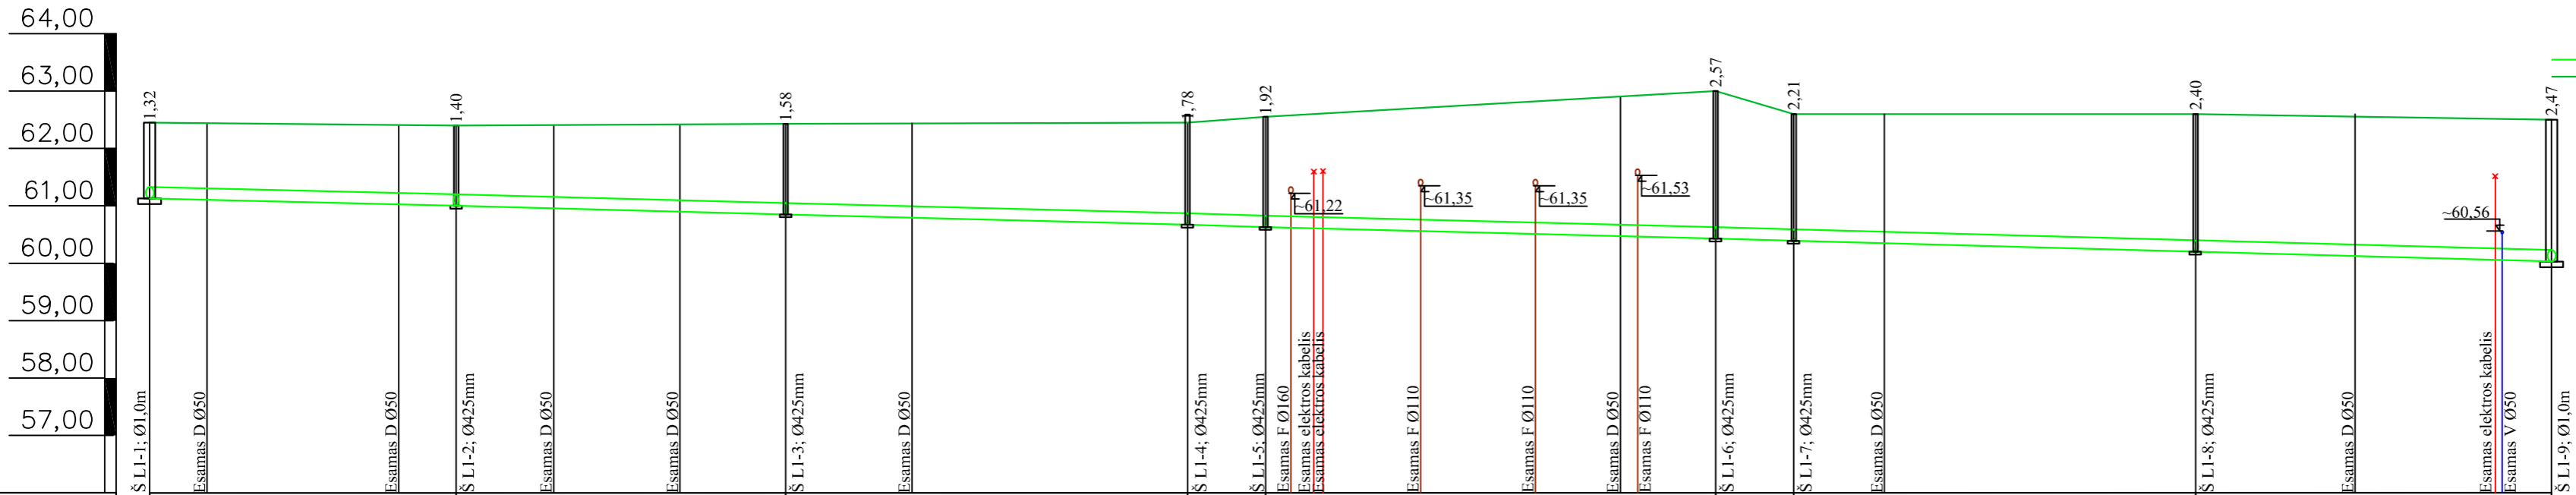 64,00
63,00
62,00
61,00
60,00
59,00
58,00
57,00
1,32
1,40
1,58
1,78
1,92
2,57
2,21
2,40
2,47
~61,22
~61,35
~61,35
~61,53
~60,56
Š L1-1; Ø1,0m
Esamas D Ø50
Esamas D Ø50
Š L1-2; Ø425mm
Esamas D Ø50
Esamas D Ø50
Š L1-3; Ø425mm
Esamas D Ø50
Š L1-4; Ø425mm
Š L1-5; Ø425mm
Esamas F Ø160
Esamas elektros kabelis
Esamas elektros kabelis
Esamas F Ø110
Esamas F Ø110
Esamas D Ø50
Esamas F Ø110
Š L1-6; Ø425mm
Š L1-7; Ø425mm
Esamas D Ø50
Š L1-8; Ø425mm
Esamas D Ø50
Esamas elektros kabelis
Esamas V Ø50
Š L1-9; Ø1,0m